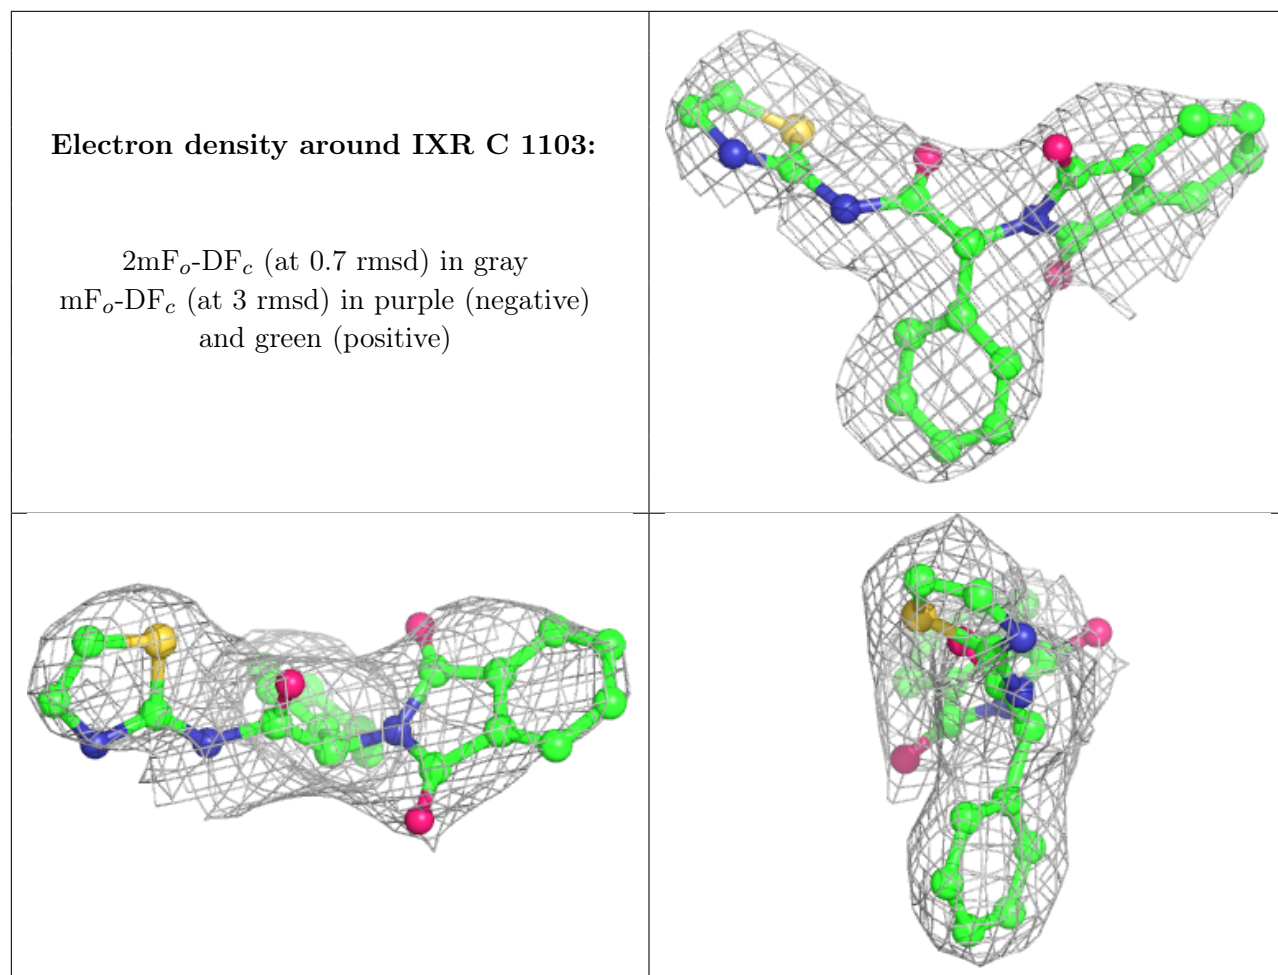 Electron density around IXR C 1103:
2mFo-DFc (at 0.7 rmsd) in gray
mFo-DFc (at 3 rmsd) in purple (negative)
and green (positive)